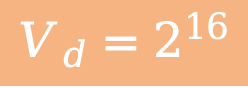 V_d = 2^16